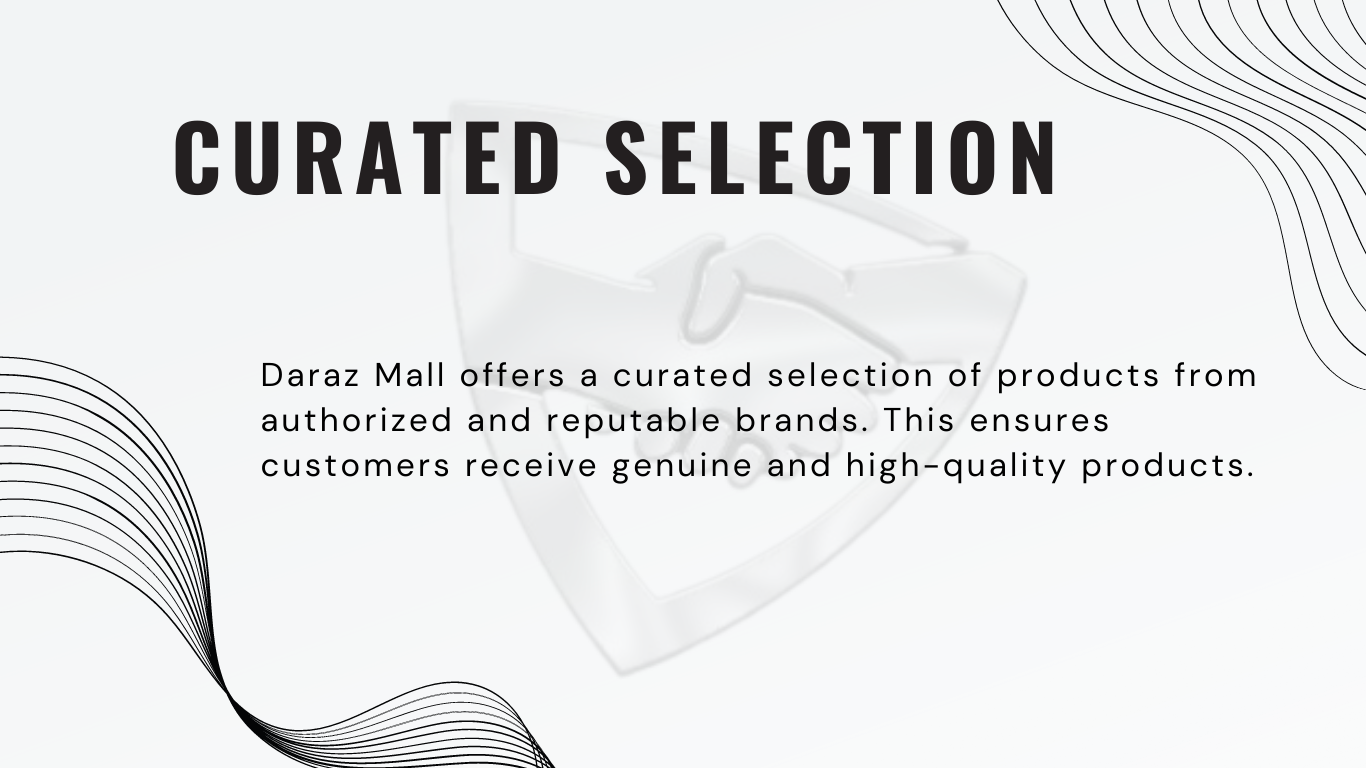 CURATED SELECTION
Daraz Mall offers a curated selection of products from
authorized and reputable brands. This ensures
customers receive genuine and high-quality products.